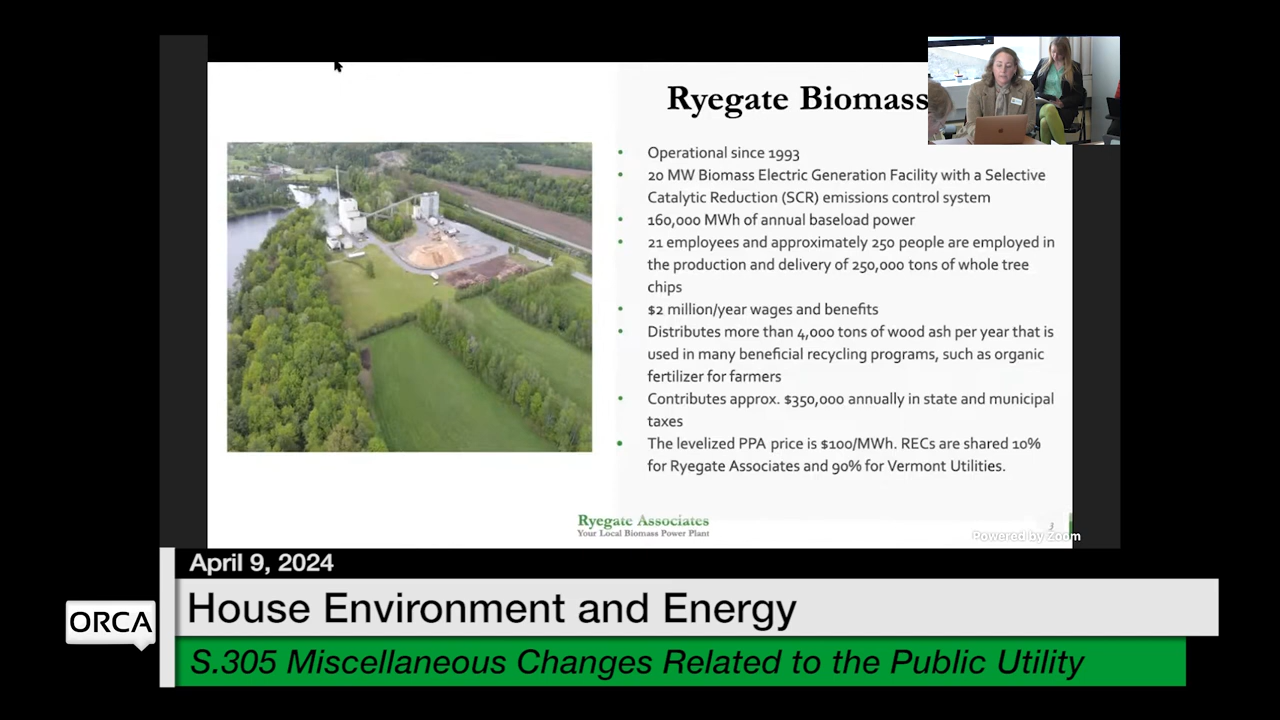 Ryegate Biomass
• Operational since 1993
• 20 MW Biomass Electric Generation Facility with a Selective
Catalytic Reduction (SCR) emissions control system
• 160,000 MWh of annual baseload power
• 21 employees and approximately 250 people are employed in
the production and delivery of 250,000 tons of whole tree
chips
• $2 million/year wages and benefits
• Distributes more than 4,000 tons of wood ash per year that is
used in many beneficial recycling programs, such as organic
fertilizer for farmers
• Contributes approx. $350,000 annually in state and municipal
taxes
• The levelized PPA price is $100/MWh. RECs are shared 10%
for Ryegate Associates and 90% for Vermont Utilities.
Ryegate Associates
Your Local Biomass Power Plant
3
Powered by Zoom
April 9, 2024
House Environment and Energy
ORCA
S.305 Miscellaneous Changes Related to the Public Utility